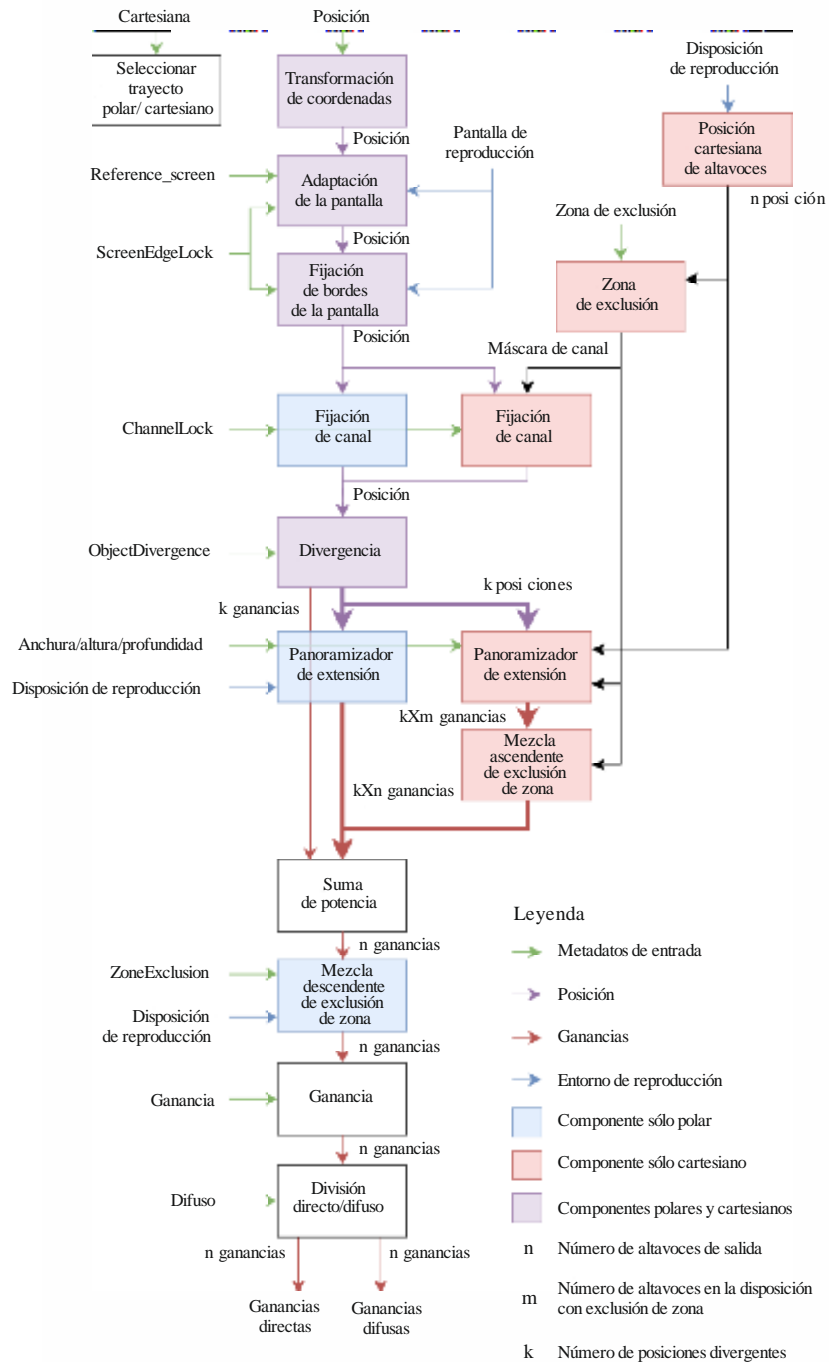 Cartesiana
Posición
Seleccionar
trayecto
polar/ cartesiano
Transformación
de coordenadas
Disposición
de reproducción
Posición
Pantalla de
reproducción
Posición
cartesiana
de altavoces
Reference_screen
Adaptación
de la pantalla
n posi ción
Zona de exclusión
Posición
ScreenEdgeLock
Fijación
de bordes
de la pantalla
Zona
de exclusión
Posición
Máscara de canal
ChannelLock
Fijación
de canal
Fijación
de canal
Posición
ObjectDivergence
Divergencia
k ganancias
k posi ciones
Anchura/altura/profundidad
Panoramizador
de extensión
Panoramizador
de extensión
Disposición de reproducción
kXm ganancias
Mezcla
ascendente
de exclusión
de zona
kXn ganancias
Suma
de potencia
Leyenda
n ganancias
Metadatos de entrada
ZoneExclusion
Mezcla
descendente
de exclusión
de zona
Posición
Disposición
de reproducción
Ganancias
n ganancias
Entorno de reproducción
Ganancia
Ganancia
Componente sólo polar
n ganancias
Componente sólo cartesiano
Difuso
División
directo/difuso
Componentes polares y cartesianos
n ganancias
n ganancias
n Número de altavoces de salida
Ganancias
directas
Ganancias
difusas
m Número de altavoces en la disposición
con exclusión de zona
k Número de posiciones divergentes